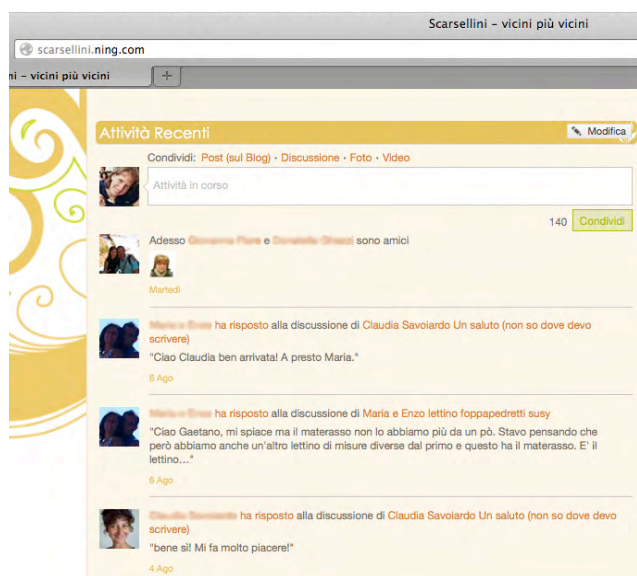 Scarsellini – vicini più vicini
scarsellini.ning.com
ni – vicini più vicini
+
Attività Recenti
Modifica
Condividi: Post (sul Blog) · Discussione · Foto · Video
Attività in corso
140 Condividi
Adesso e sono amici
Martedì
ha risposto alla discussione di Claudia Savoiardo Un saluto (non so dove devo
scrivere)
"Ciao Claudia ben arrivata! A presto Maria."
6 Ago
ha risposto alla discussione di Maria e Enzo lettino foppapedretti susy
"Ciao Gaetano, mi spiace ma il materasso non lo abbiamo più da un pò. Stavo pensando che
però abbiamo anche un'altro lettino di misure diverse dal primo e questo ha il materasso. E' il
lettino…"
6 Ago
ha risposto alla discussione di Claudia Savoiardo Un saluto (non so dove devo
scrivere)
"bene sì! Mi fa molto piacere!"
4 Ago